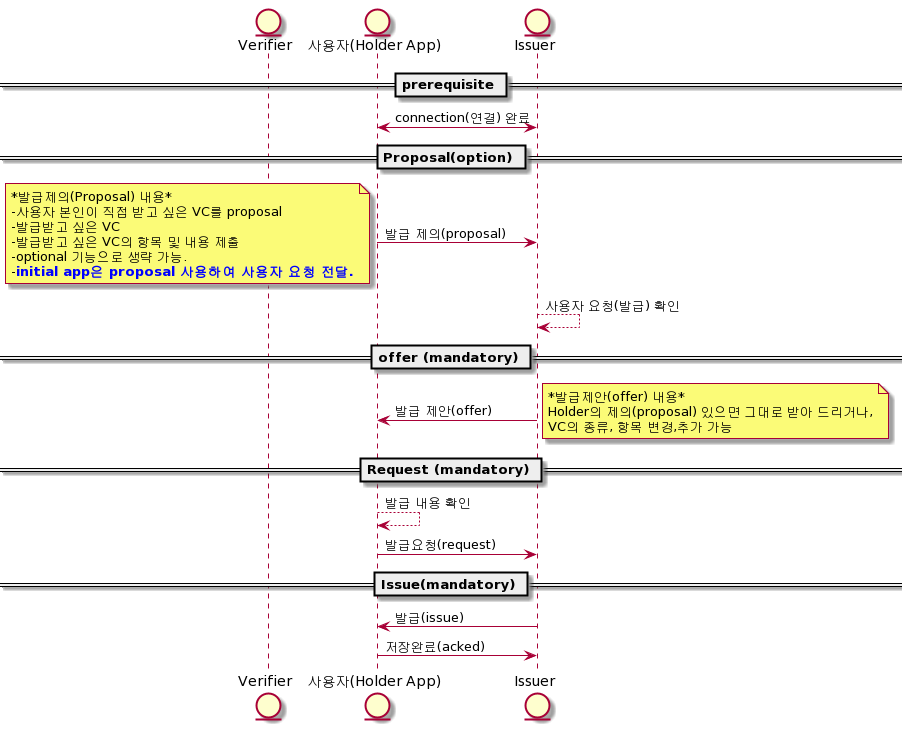 Verifier 사용자(Holder App) Issuer
prerequisite
connection(연결) 완료
Proposal(option)
*발급제의(Proposal) 내용*
-사용자 본인이 직점 받고 싶은 VC를 proposal
-발급받고 싶은 VC
-발급받고 싶은 VC의 항목 및 내용 제출
-optional 기능으로 생략 가능.
-initial app은 proposal 사용하여 사용자 요청 전달.
발급 제의(proposal)
사용자 요청(발급) 확인
offer (mandatory)
발급 제안(offer)
*발급제안(offer) 내용*
Holder의 제의(proposal) 있으면 그대로 받아 드리거나,
VC의 종류, 항목 변경,추가 가능
Request (mandatory)
발급 내용 확인
발급요청(request)
Issue(mandatory)
발급(issue)
저장완료(acked)
Verifier 사용자(Holder App) Issuer